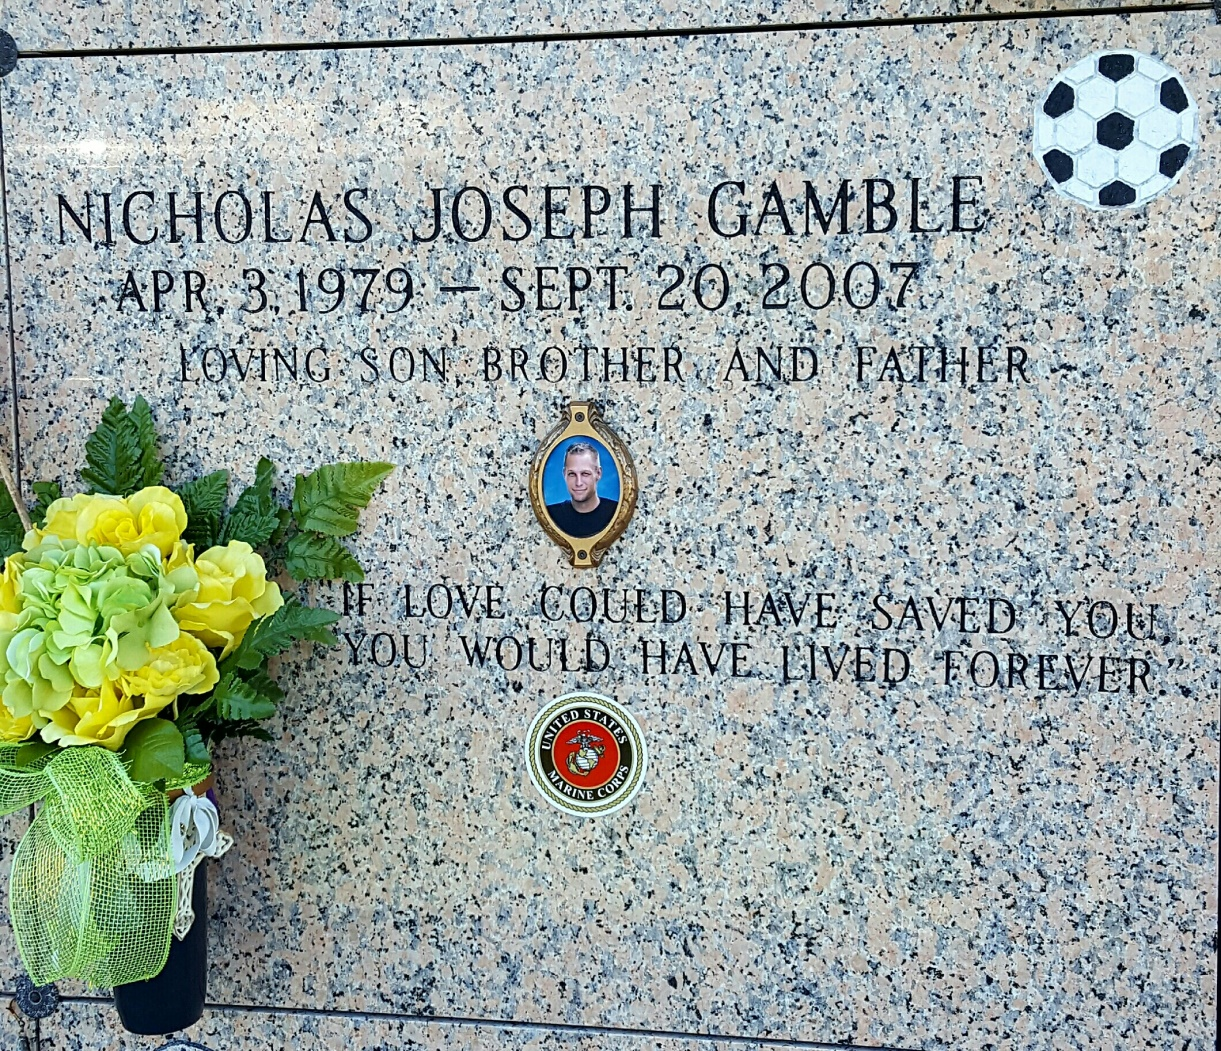 NICHOLAS JOSEPH GAMBLE
APR. 3, 1979 – SEPT. 20, 2007
LOVING SON, BROTHER AND FATHER
"IF LOVE COULD HAVE SAVED YOU,
YOU WOULD HAVE LIVED FOREVER."
UNITED STATES
MARINE CORPS